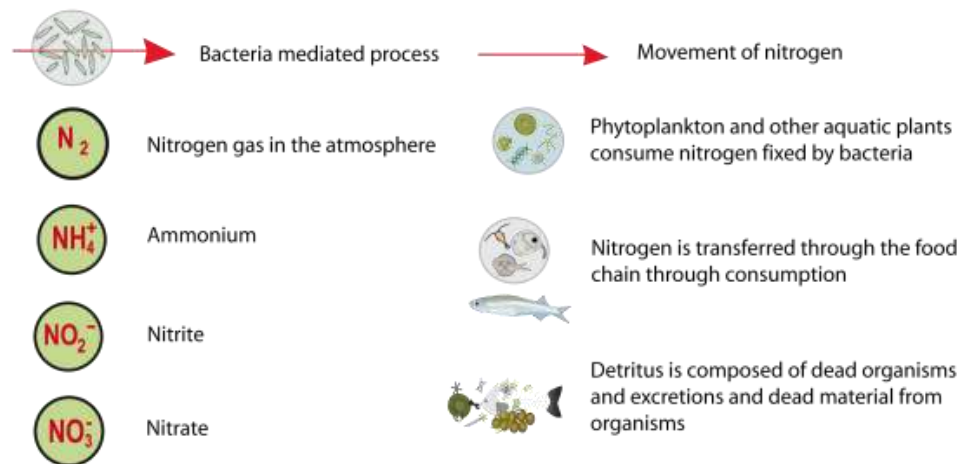 Bacteria mediated process
Movement of nitrogen
N₂
Nitrogen gas in the atmosphere
Phytoplankton and other aquatic plants
consume nitrogen fixed by bacteria
NH₄⁺
Ammonium
Nitrogen is transferred through the food
chain through consumption
NO₂⁻
Nitrite
Detritus is composed of dead organisms
and excretions and dead material from
organisms
NO₃⁻
Nitrate